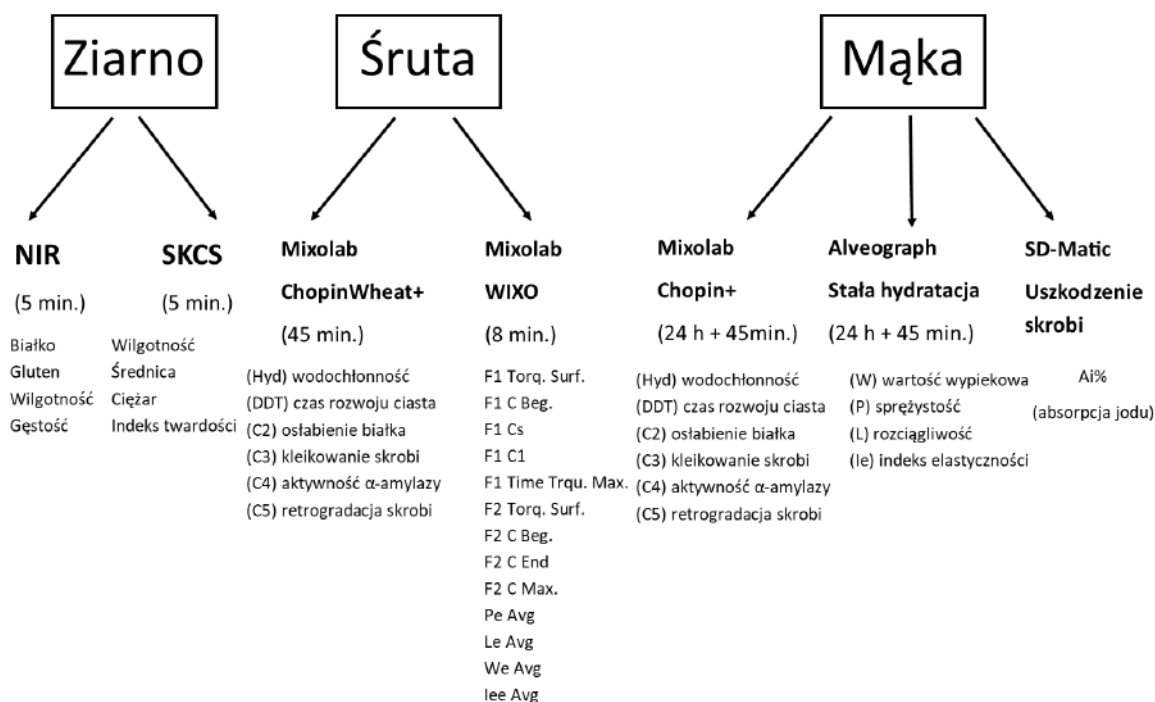 Ziarno
Śruta
Mąka
NIR
(5 min.)
Białko
Gluten
Wilgotność
Gęstość
SKCS
(5 min.)
Wilgotność
Średnica
Ciężar
Indeks twardości
Mixolab
ChopinWheat+
(45 min.)
(Hyd) wodochłonność
(DDT) czas rozwoju ciasta
(C2) osłabienie białka
(C3) kleikowanie skrobi
(C4) aktywność α-amylazy
(C5) retrogradacja skrobi
Mixolab
WIXO
(8 min.)
F1 Torq. Surf.
F1 C Beg.
F1 Cs
F1 C1
F1 Time Trqu. Max.
F2 Torq. Surf.
F2 C Beg.
F2 C End
F2 C Max.
Pe Avg
Le Avg
We Avg
Iee Avg
Mixolab
Chopin+
(24 h + 45min.)
(Hyd) wodochłonność
(DDT) czas rozwoju ciasta
(C2) osłabienie białka
(C3) kleikowanie skrobi
(C4) aktywność α-amylazy
(C5) retrogradacja skrobi
Alveograph
Stała hydratacja
(24 h + 45 min.)
(W) wartość wypiekowa
(P) sprężystość
(L) rozciągliwość
(Ie) indeks elastyczności
SD-Matic
Uszkodzenie
skrobi
Ai%
(absorpcja jodu)